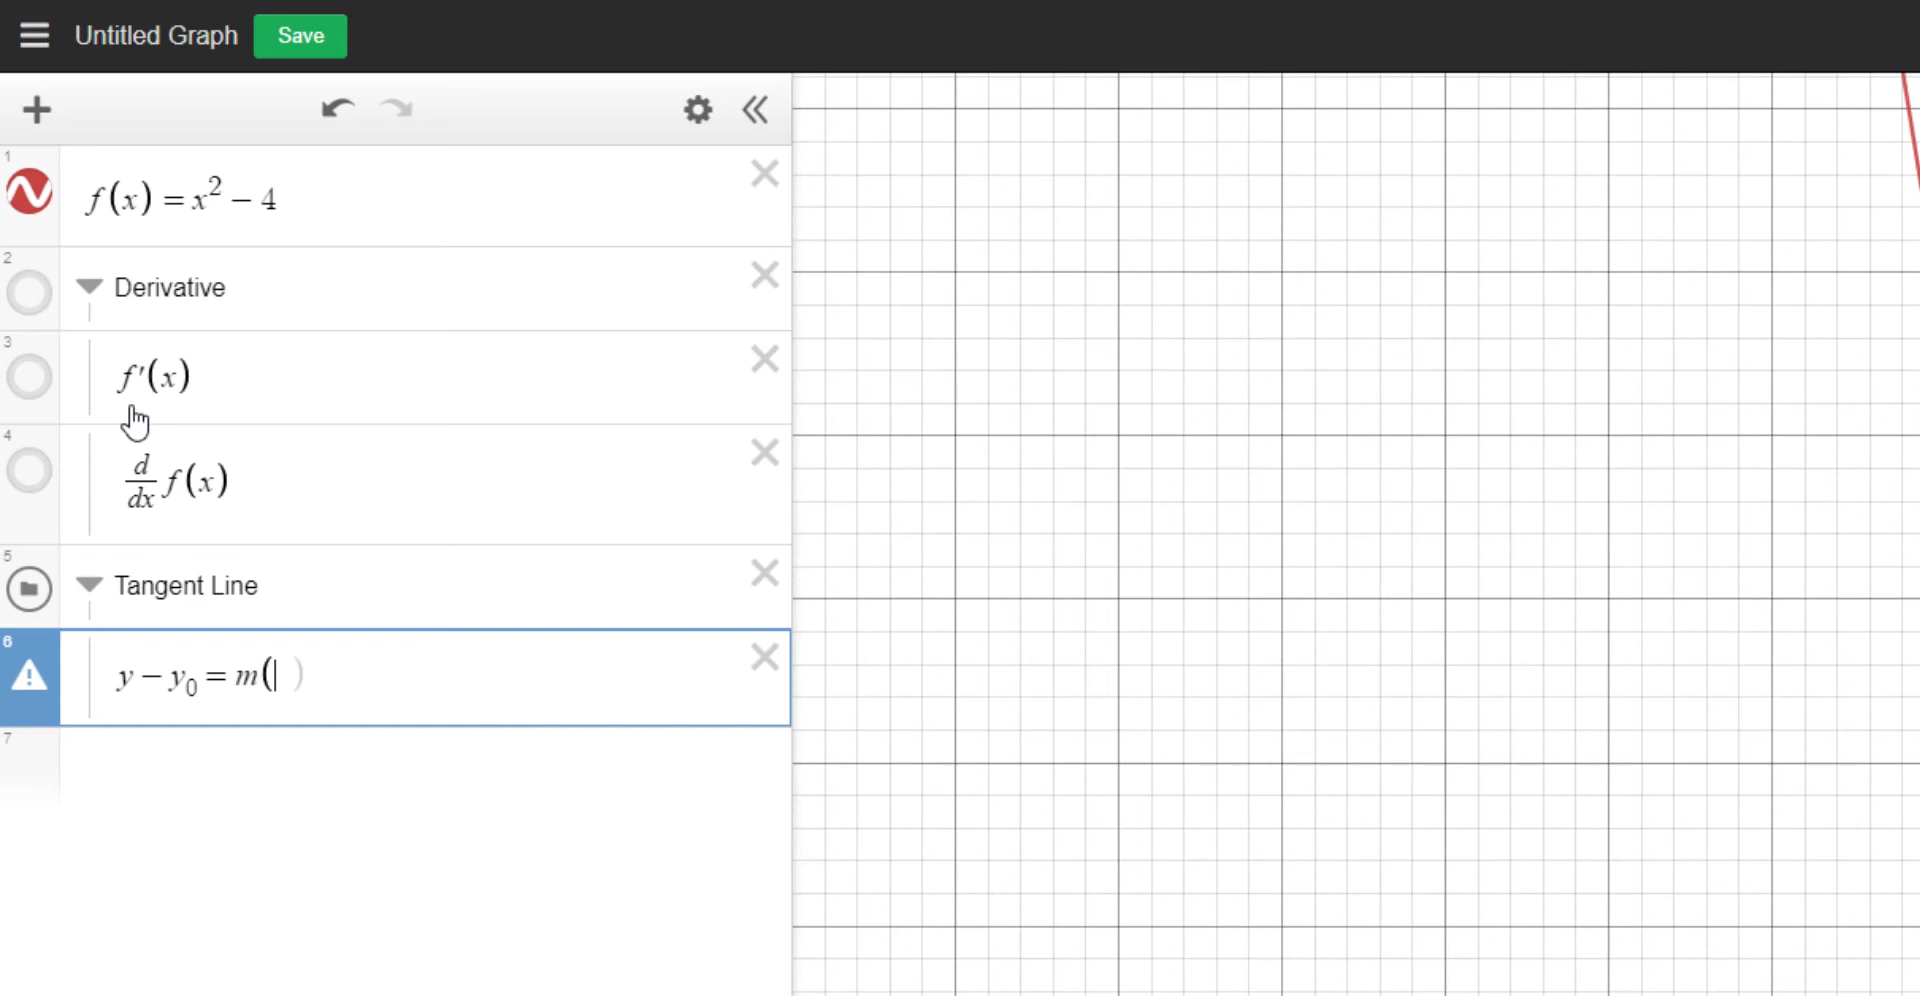 Untitled Graph Save
1
f(x) = x² − 4
2
Derivative
3
f′(x)
4
d/dx f(x)
5
Tangent Line
6
y − y₀ = m( )
7